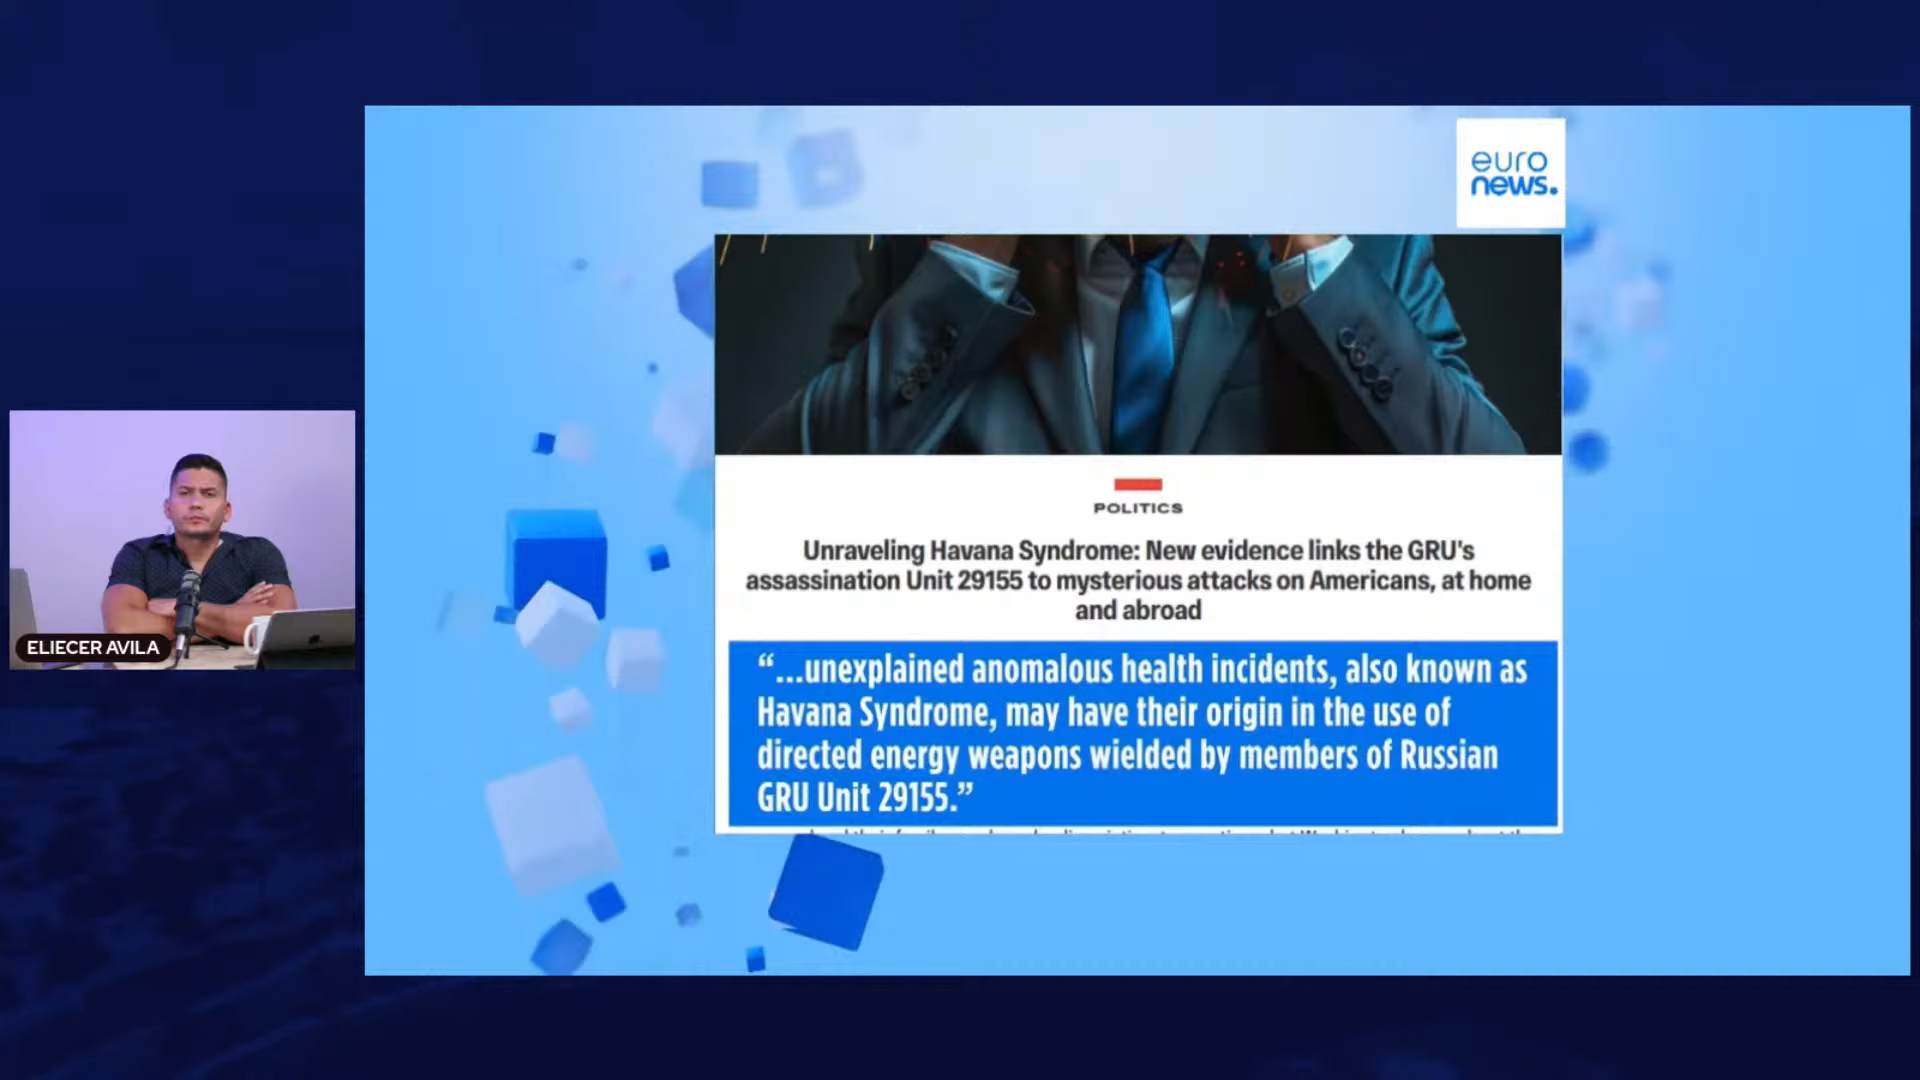 euro
news.
POLITICS
Unraveling Havana Syndrome: New evidence links the GRU's
assassination Unit 29155 to mysterious attacks on Americans, at home
and abroad
“...unexplained anomalous health incidents, also known as
Havana Syndrome, may have their origin in the use of
directed energy weapons wielded by members of Russian
GRU Unit 29155.”
ELIECER AVILA